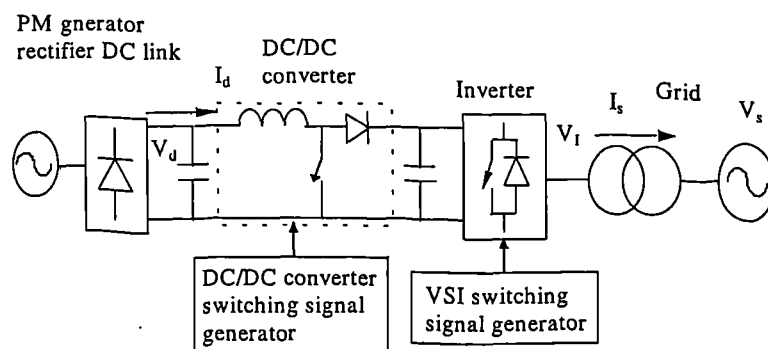 PM gnerator
rectifier DC link
DC/DC
converter
I_d
Inverter
I_s
Grid
V_d
V_I
V_s
DC/DC converter
switching signal
generator
VSI switching
signal generator